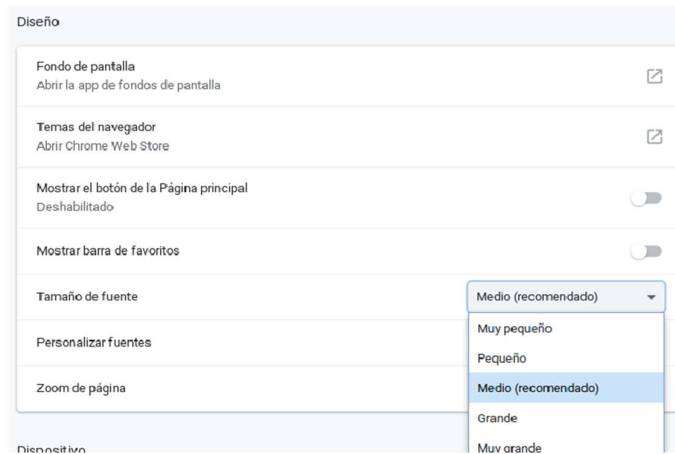 Diseño
Fondo de pantalla
Abrir la app de fondos de pantalla
Temas del navegador
Abrir Chrome Web Store
Mostrar el botón de la Página principal
Deshabilitado
Mostrar barra de favoritos
Tamaño de fuente
Medio (recomendado)
Muy pequeño
Personalizar fuentes
Pequeño
Zoom de página
Medio (recomendado)
Grande
Muy grande
Dispositivo